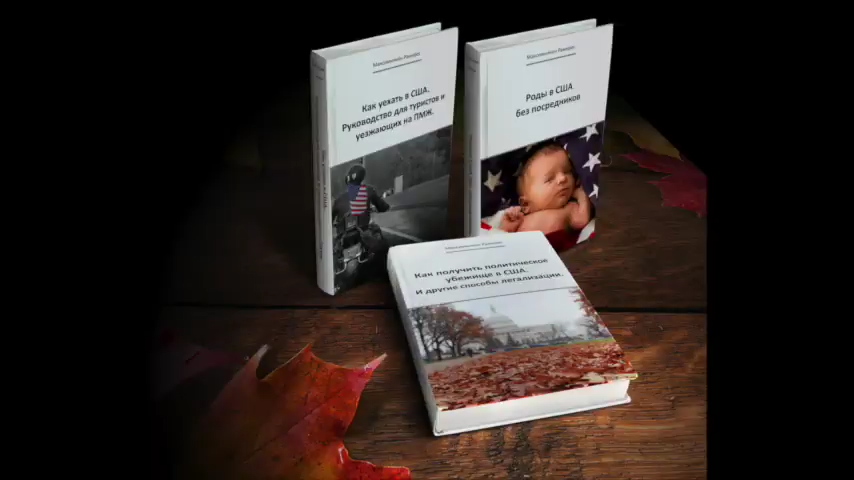 Как уехать в США.
Руководство для туристов и
уезжающих на ПМЖ.
Роды в США
без посредников
Как получить политическое
убежище в США.
И другие способы легализации.